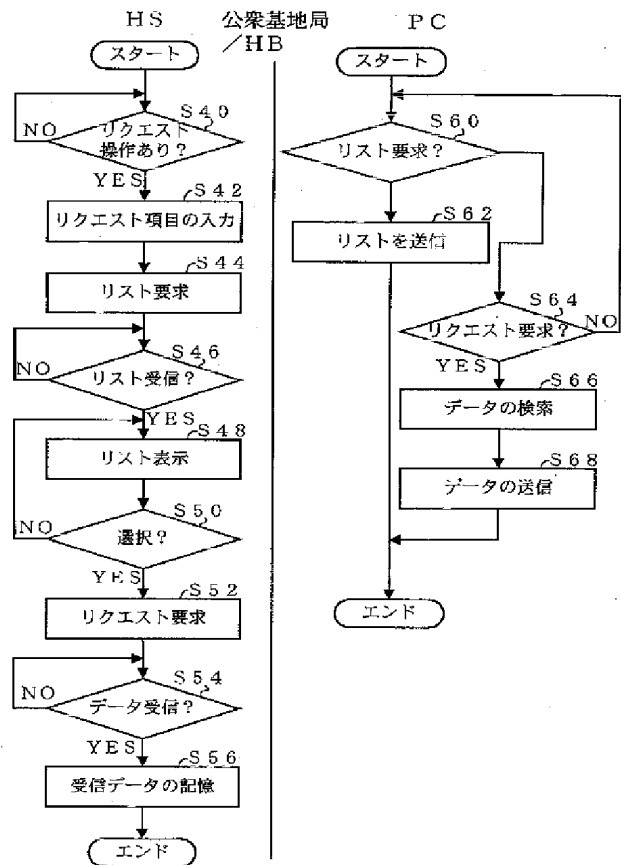 HS
公衆基地局
/HB
PC
スタート
S40
リクエスト
操作あり?
NO
YES
S42
リクエスト項目の入力
S44
リスト要求
S46
リスト受信?
NO
YES
S48
リスト表示
S50
選択?
NO
YES
S52
リクエスト要求
S54
データ受信?
NO
YES
S56
受信データの記憶
エンド
スタート
S60
リスト要求?
S62
リストを送信
S64
リクエスト要求?
NO
YES
S66
データの検索
S68
データの送信
エンド